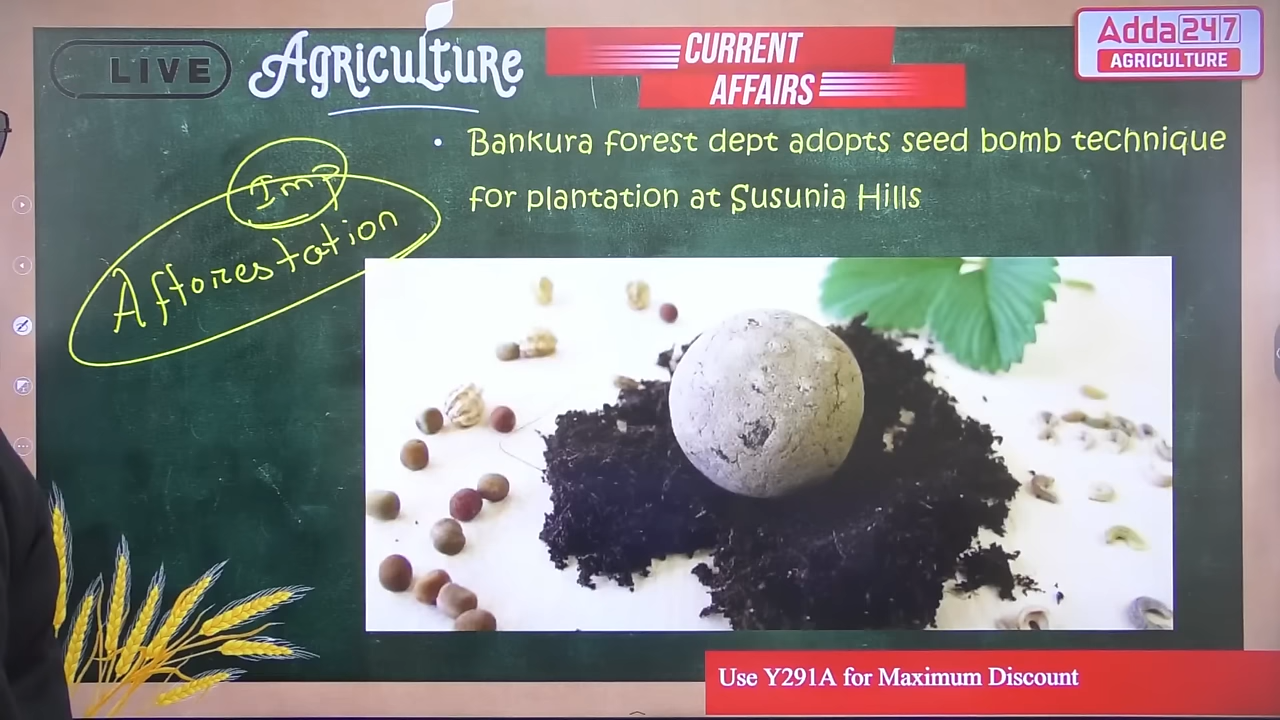 LIVE
AGRICULTURE
CURRENT
AFFAIRS
Adda247
AGRICULTURE
• Bankura forest dept adopts seed bomb technique
for plantation at Susunia Hills
Imp
Afforestation
Use Y291A for Maximum Discount